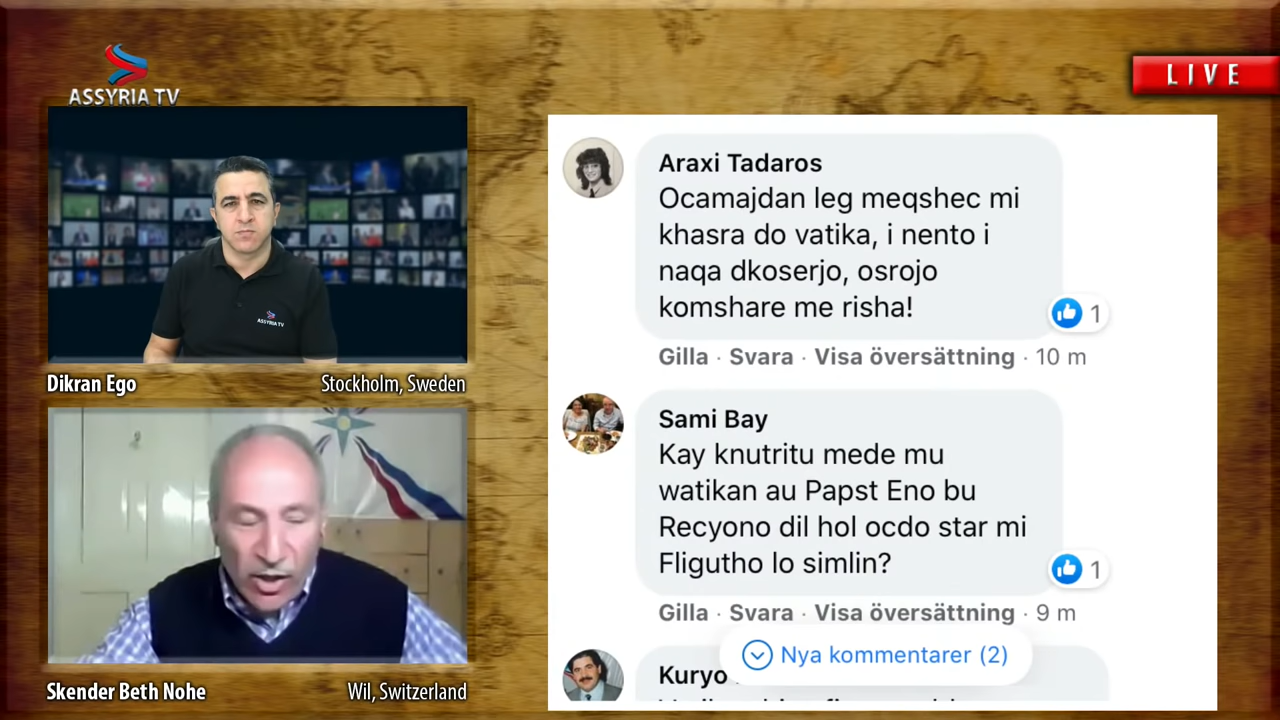 ASSYRIA TV
LIVE
ASSYRIA TV
Dikran Ego
Stockholm, Sweden
Skender Beth Nohe
Wil, Switzerland
Araxi Tadaros
Ocamajdan leg meqshec mi
khasra do vatika, i nento i
naqa dkoserjo, osrojo
komshare me risha!
1
Gilla · Svara · Visa översättning · 10 m
Sami Bay
Kay knutritu mede mu
watikan au Papst Eno bu
Recyono dil hol ocdo star mi
Fligutho lo simlin?
1
Gilla · Svara · Visa översättning · 9 m
Nya kommentarer (2)
Kuryo